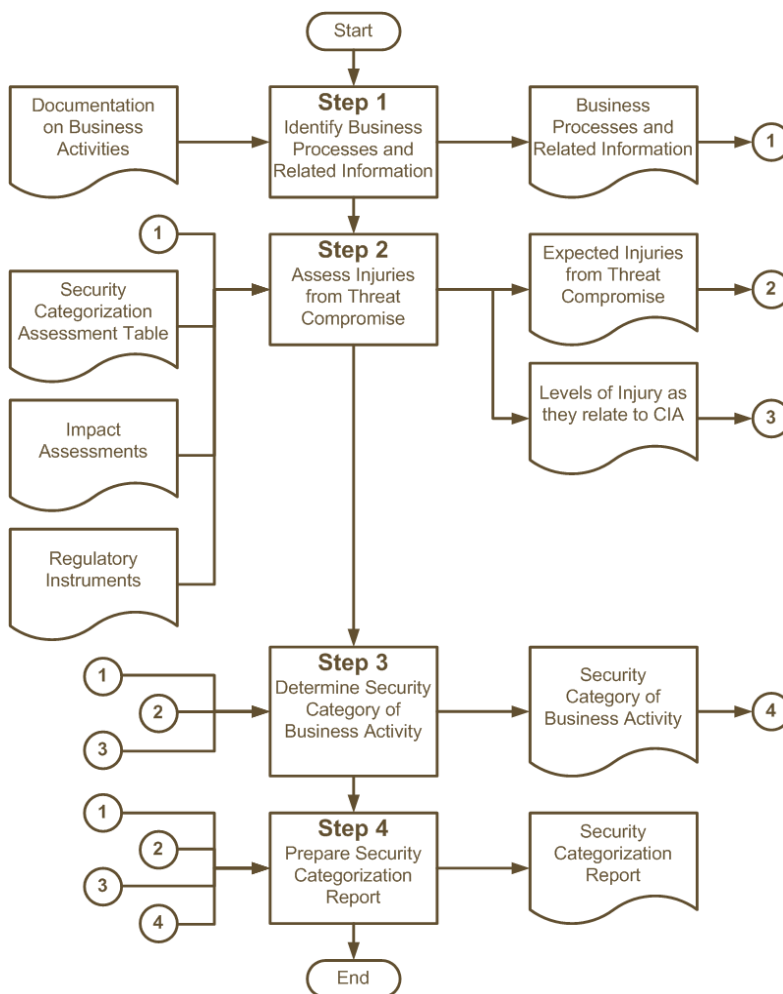 Start
Documentation
on Business
Activities
Step 1
Identify Business
Processes and
Related Information
Business
Processes and
Related Information
1
1
Security
Categorization
Assessment Table
Impact
Assessments
Regulatory
Instruments
Step 2
Assess Injuries
from Threat
Compromise
Expected Injuries
from Threat
Compromise
2
Levels of Injury as
they relate to CIA
3
1
2
3
Step 3
Determine Security
Category of
Business Activity
Security
Category of
Business Activity
4
1
2
3
4
Step 4
Prepare Security
Categorization
Report
Security
Categorization
Report
End